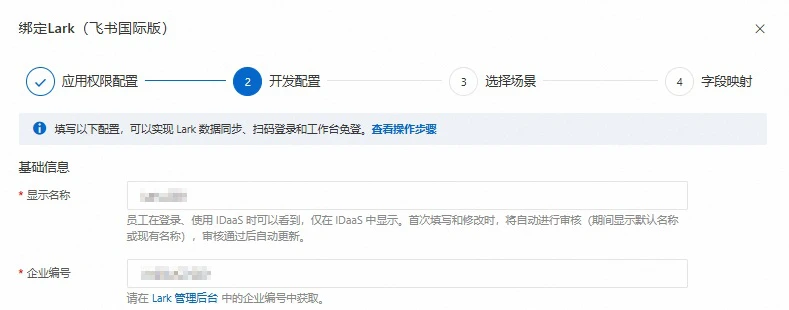 绑定Lark（飞书国际版）
应用权限配置 2 开发配置 3 选择场景 4 字段映射
填写以下配置，可以实现 Lark 数据同步、扫码登录和工作台免登。查看操作步骤
基础信息
* 显示名称
员工在登录、使用 IDaaS 时可以看到，仅在 IDaaS 中显示。首次填写和修改时，将自动进行审核（期间显示默认名称
或现有名称），审核通过后自动更新。
* 企业编号
请在 Lark 管理后台 中的企业编号中获取。